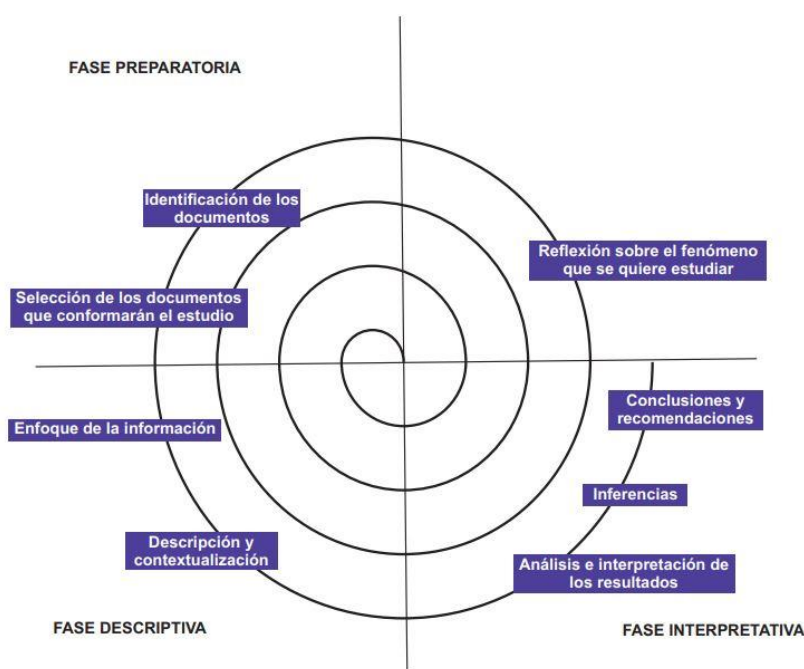 FASE PREPARATORIA
Identificación de los
documentos
Reflexión sobre el fenómeno
que se quiere estudiar
Selección de los documentos
que conformarán el estudio
Conclusiones y
recomendaciones
Enfoque de la información
Inferencias
Descripción y
contextualización
Análisis e interpretación de
los resultados
FASE DESCRIPTIVA
FASE INTERPRETATIVA